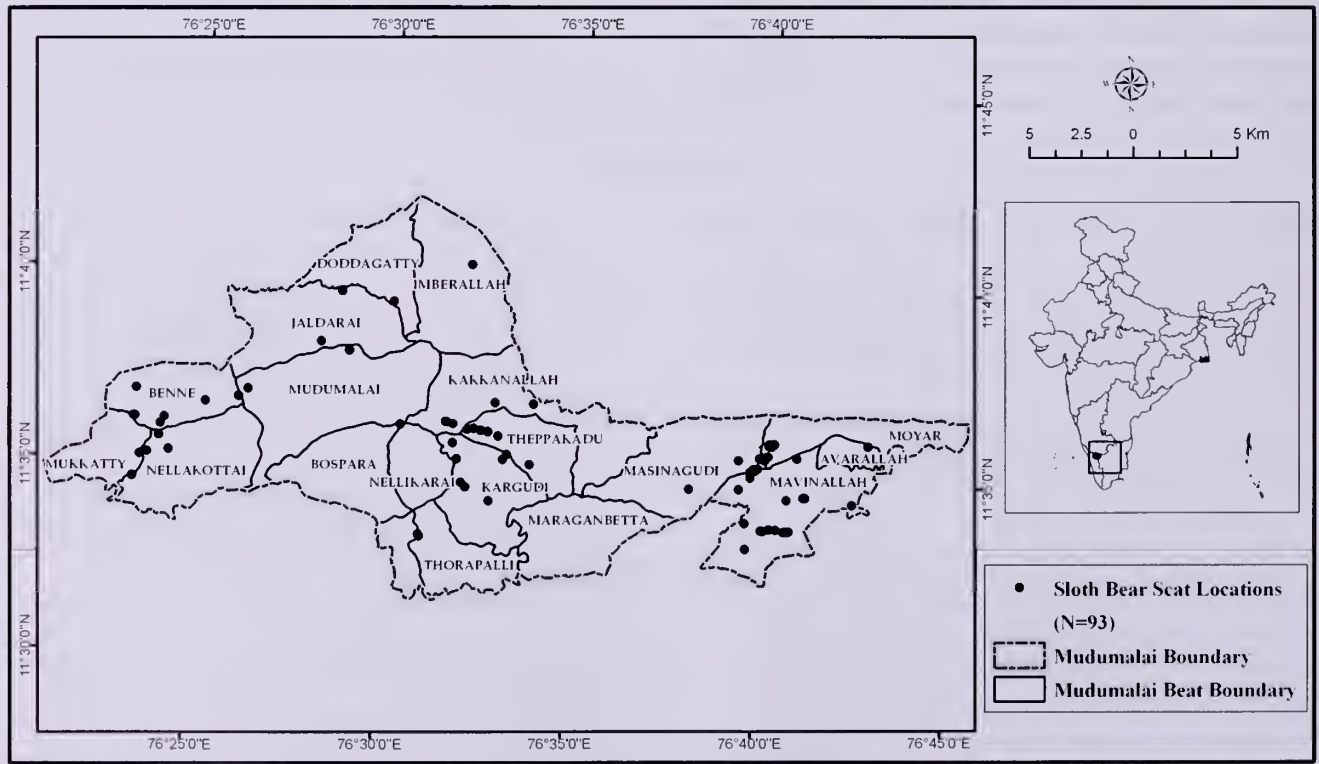 76°25'0"E 76°30'0"E 76°35'0"E 76°40'0"E
N
W E
S
11°45'0"N
5 2.5 0 5 Km
11°40'0"N
11°40'0"N
DODDAGATTY
IMBERALLAH
JALDARAI
KAKKANALLAH
BENNE
MUDUMALAI
11°35'0"N
THEPPAKADU
MOYAR
MUKKATTY
NELLAKOTTAI
BOSPARA
NELLIKARAI
KARGUDI
MASINAGUDI
AVARALLAH
MAVINALLAH
11°35'0"N
MARAGANBETTA
THORAPALLI
11°30'0"N
Sloth Bear Scat Locations
(N=93)
Mudumalai Boundary
Mudumalai Beat Boundary
76°25'0"E 76°30'0"E 76°35'0"E 76°40'0"E 76°45'0"E